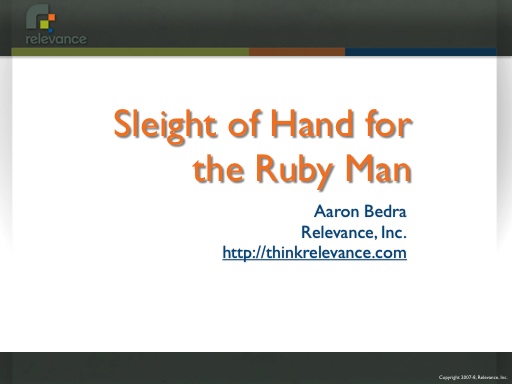 relevance
Sleight of Hand for
the Ruby Man
Aaron Bedra
Relevance, Inc.
http://thinkrelevance.com
Copyright 2007-8, Relevance, Inc